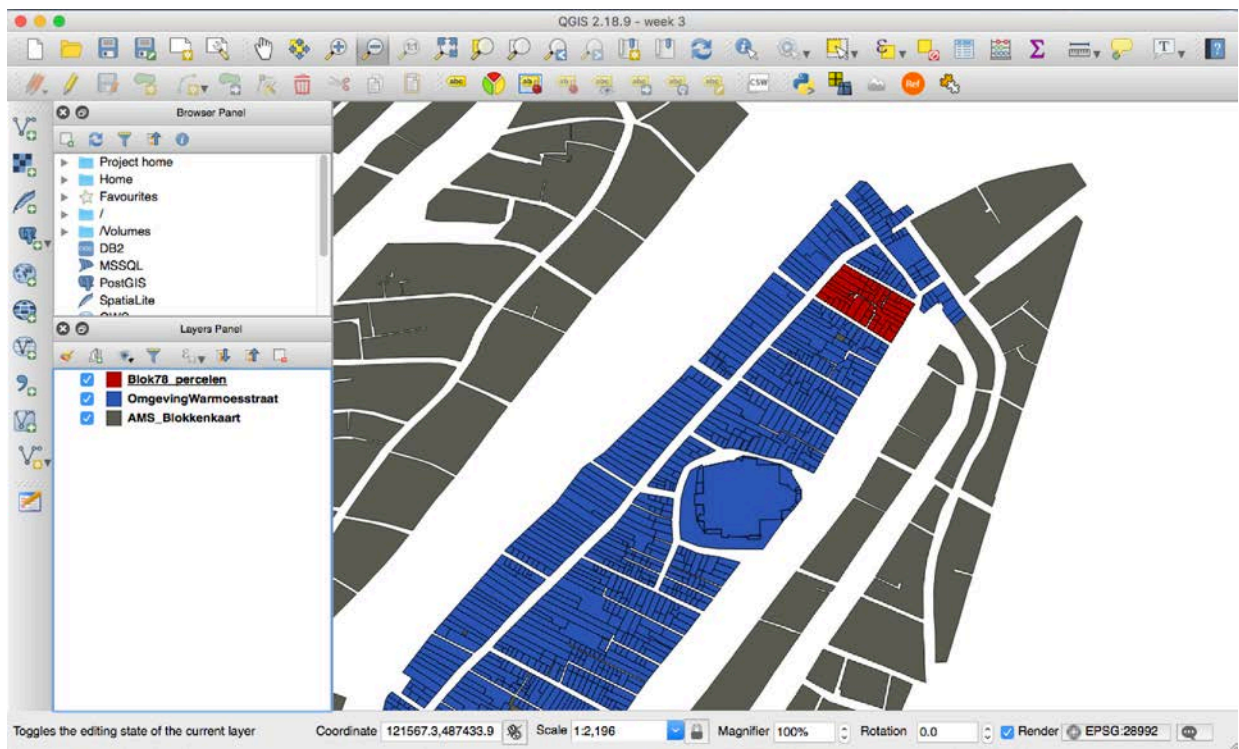 QGIS 2.18.9 - week 3
Browser Panel
Project home
Home
Favourites
/
/Volumes
DB2
MSSQL
PostGIS
SpatiaLite
Layers Panel
Blok78_percelen
OmgevingWarmoesstraat
AMS_Blokkenkaart
Toggles the editing state of the current layer
Coordinate 121567.3,487433.9 Scale 1:2,196 Magnifier 100% Rotation 0.0 Render EPSG:28992